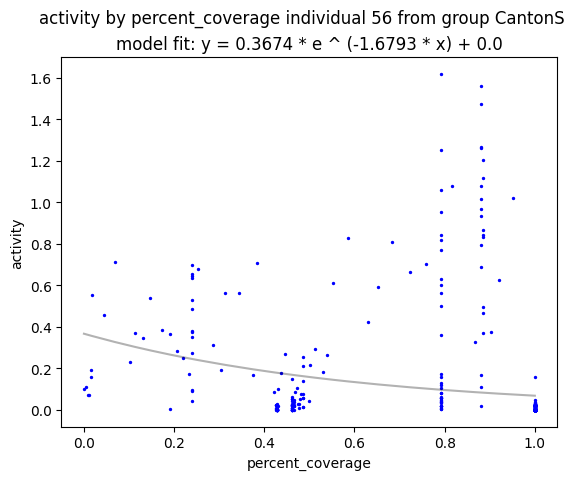 activity by percent_coverage individual 56 from group CantonS
model fit: y = 0.3674 * e ^ (-1.6793 * x) + 0.0
1.6
1.4
1.2
1.0
0.8
0.6
0.4
0.2
0.0
activity
0.0 0.2 0.4 0.6 0.8 1.0
percent_coverage